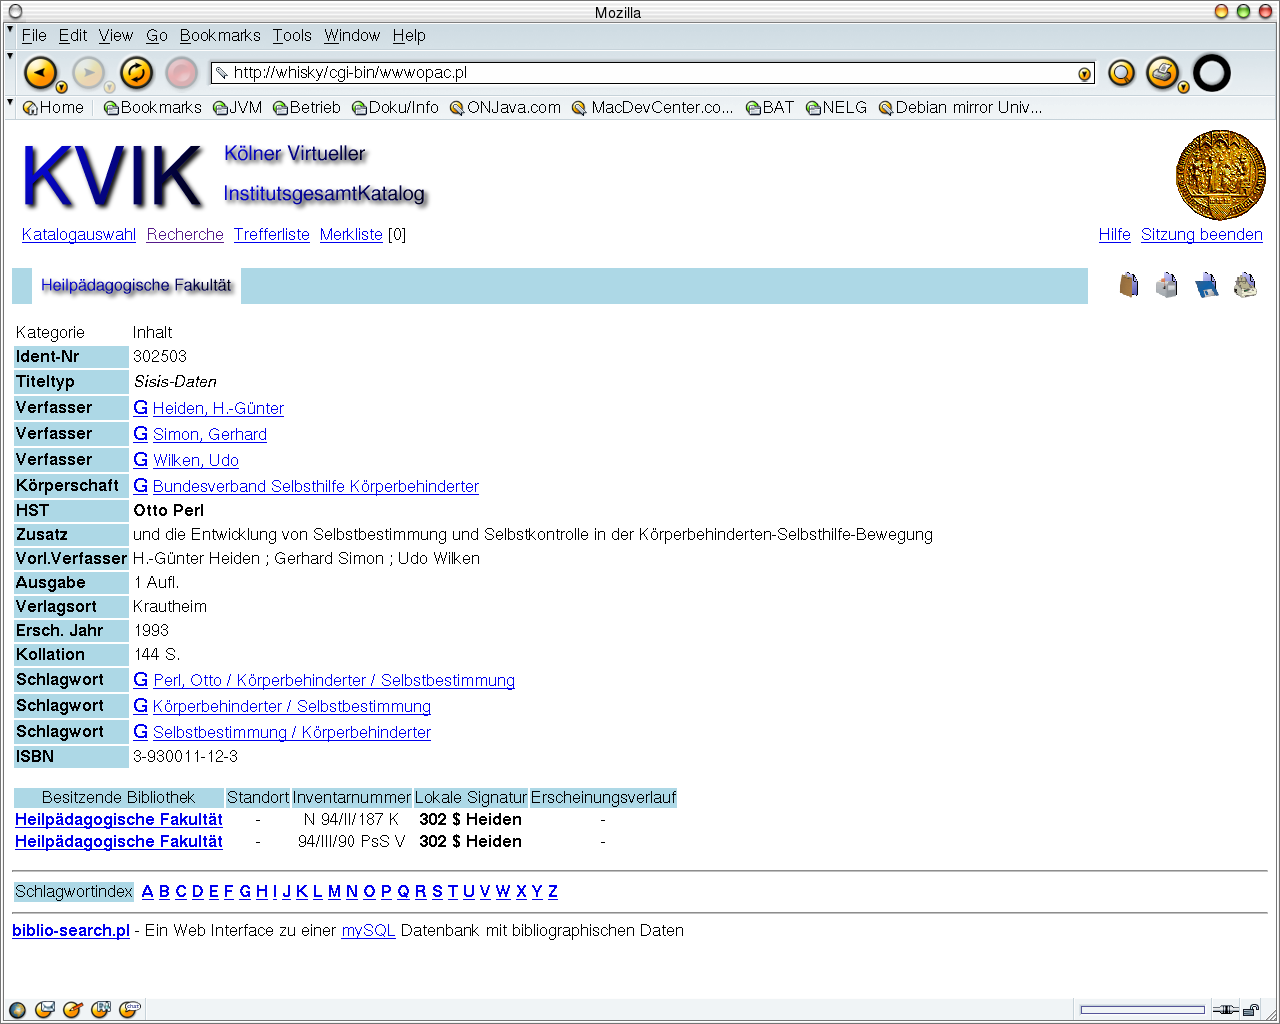 Mozilla
File Edit View Go Bookmarks Tools Window Help
http://whisky/cgi-bin/wwwopac.pl
Home Bookmarks JVM Betrieb Doku/Info ONJava.com MacDevCenter.co... BAT NELG Debian mirror Univ...
KVIK Kölner Virtueller
InstitutsgesamtKatalog
Katalogauswahl Recherche Trefferliste Merkliste [0] Hilfe Sitzung beenden
Heilpädagogische Fakultät
Kategorie Inhalt
Ident-Nr 302503
Titeltyp Sisis-Daten
Verfasser G Heiden, H.-Günter
Verfasser G Simon, Gerhard
Verfasser G Wilken, Udo
Körperschaft G Bundesverband Selbsthilfe Körperbehinderter
HST Otto Perl
Zusatz und die Entwicklung von Selbstbestimmung und Selbstkontrolle in der Körperbehinderten-Selbsthilfe-Bewegung
Vorl.Verfasser H.-Günter Heiden ; Gerhard Simon ; Udo Wilken
Ausgabe 1 Aufl.
Verlagsort Krautheim
Ersch. Jahr 1993
Kollation 144 S.
Schlagwort G Perl, Otto / Körperbehinderter / Selbstbestimmung
Schlagwort G Körperbehinderter / Selbstbestimmung
Schlagwort G Selbstbestimmung / Körperbehinderter
ISBN 3-930011-12-3
Besitzende Bibliothek Standort Inventarnummer Lokale Signatur Erscheinungsverlauf
Heilpädagogische Fakultät - N 94/II/187 K 302 $ Heiden -
Heilpädagogische Fakultät - 94/III/90 PsS V 302 $ Heiden -
Schlagwortindex A B C D E F G H I J K L M N O P Q R S T U V W X Y Z
biblio-search.pl - Ein Web Interface zu einer mySQL Datenbank mit bibliographischen Daten